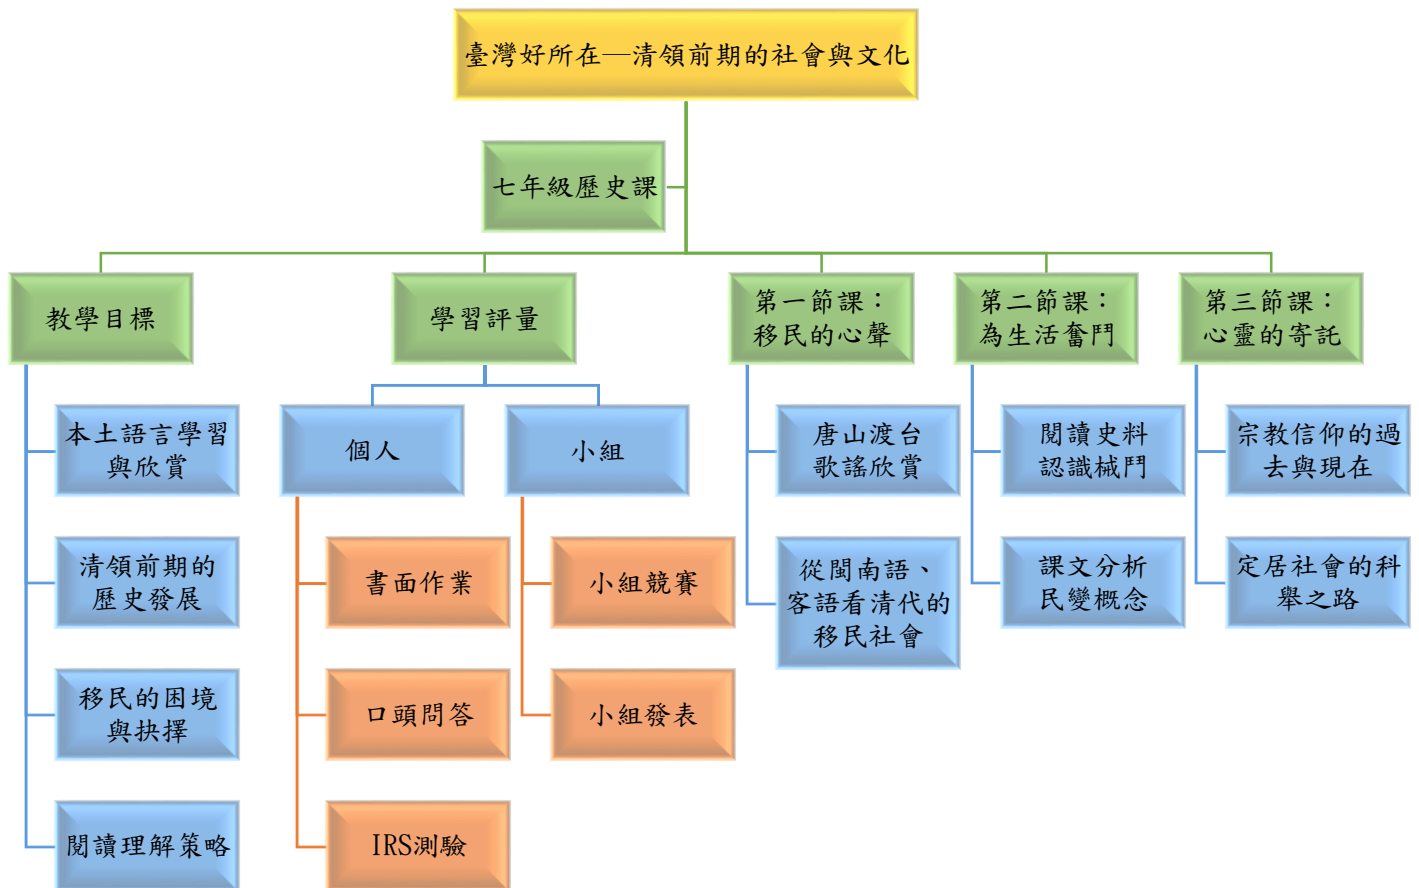 臺灣好所在—清領前期的社會與文化
七年級歷史課
教學目標
本土語言學習
與欣賞
清領前期的
歷史發展
移民的困境
與抉擇
閱讀理解策略
學習評量
個人
書面作業
口頭問答
IRS測驗
小組
小組競賽
小組發表
第一節課：
移民的心聲
唐山渡台
歌謠欣賞
從閩南語、
客語看清代的
移民社會
第二節課：
為生活奮鬥
閱讀史料
認識械鬥
課文分析
民變概念
第三節課：
心靈的寄託
宗教信仰的過
去與現在
定居社會的科
舉之路